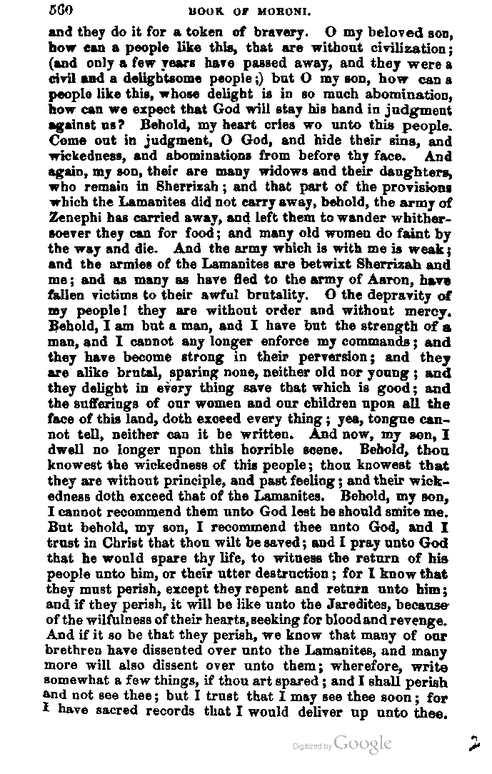 560 BOOK OF MORONI.
and they do it for a token of bravery. O my beloved son,
how can a people like this, that are without civilization;
(and only a few years have passed away, and they were a
civil and a delightsome people;) but O my son, how can a
people like this, whose delight is in so much abomination,
how can we expect that God will stay his hand in judgment
against us? Behold, my heart cries wo unto this people.
Come out in judgment, O God, and hide their sins, and
wickedness, and abominations from before thy face. And
again, my son, their are many widows and their daughters,
who remain in Sherrizah; and that part of the provisions
which the Lamanites did not carry away, behold, the army of
Zenephi has carried away, and left them to wander whither-
soever they can for food; and many old women do faint by
the way and die. And the army which is with me is weak;
and the armies of the Lamanites are betwixt Sherrizah and
me; and as many as have fled to the army of Aaron, have
fallen victims to their awful brutality. O the depravity of
my people! they are without order and without mercy.
Behold, I am but a man, and I have but the strength of a
man, and I cannot any longer enforce my commands; and
they have become strong in their perversion; and they
are alike brutal, sparing none, neither old nor young; and
they delight in every thing save that which is good; and
the sufferings of our women and our children upon all the
face of this land, doth exceed every thing; yea, tongue can-
not tell, neither can it be written. And now, my son, I
dwell no longer upon this horrible scene. Behold, thou
knowest the wickedness of this people; thou knowest that
they are without principle, and past feeling; and their wick-
edness doth exceed that of the Lamanites. Behold, my son,
I cannot recommend them unto God lest he should smite me.
But behold, my son, I recommend thee unto God, and I
trust in Christ that thou wilt be saved; and I pray unto God
that he would spare thy life, to witness the return of his
people unto him, or their utter destruction; for I know that
they must perish, except they repent and return unto him;
and if they perish, it will be like unto the Jaredites, because
of the wilfulness of their hearts, seeking for blood and revenge.
And if it so be that they perish, we know that many of our
brethren have dissented over unto the Lamanites, and many
more will also dissent over unto them; wherefore, write
somewhat a few things, if thou art spared; and I shall perish
and not see thee; but I trust that I may see thee soon; for
I have sacred records that I would deliver up unto thee.
Digitized by Google
2